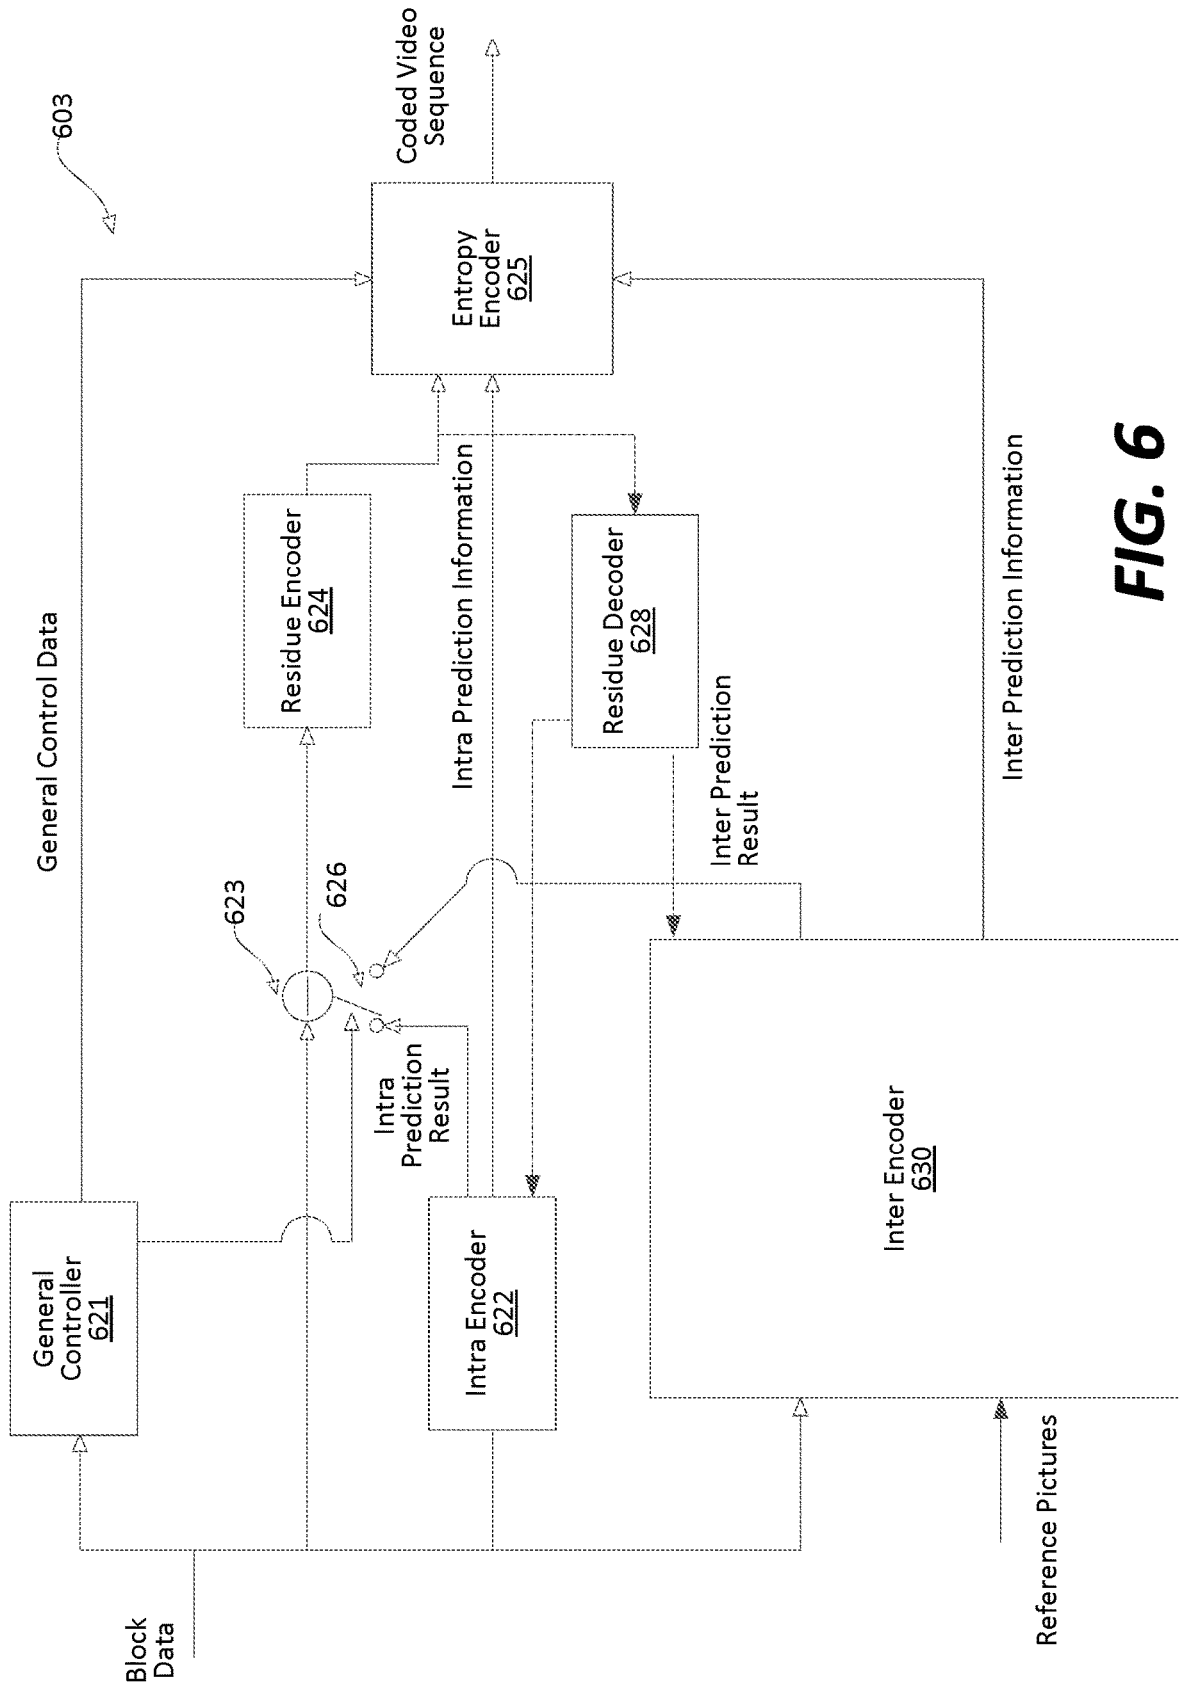 603
General Control Data
Coded Video
Sequence
General
Controller
621
623
626
Residue Encoder
624
Entropy
Encoder
625
Block
Data
Intra
Prediction
Result
Intra Prediction Information
Intra Encoder
622
Residue Decoder
628
Inter Prediction
Result
Inter Encoder
630
Reference Pictures
Inter Prediction Information
FIG. 6